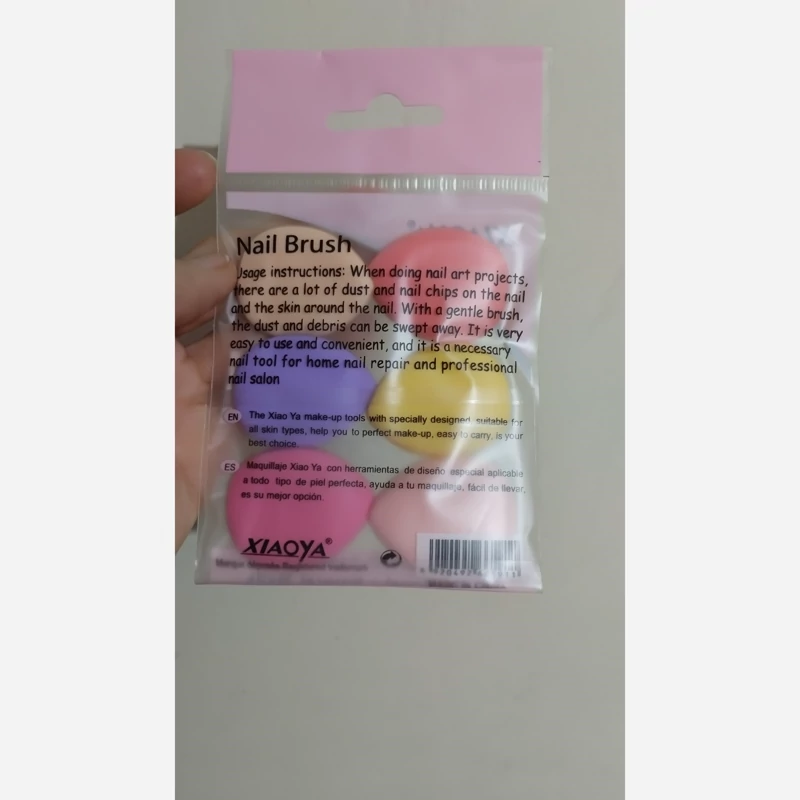 Nail Brush
Usage instructions: When doing nail art projects,
there are a lot of dust and nail chips on the nail
and the skin around the nail. With a gentle brush,
the dust and debris can be swept away. It is very
easy to use and convenient, and it is a necessary
nail tool for home nail repair and professional
nail salon
EN The Xiao Ya make-up tools with specially designed suitable for
all skin types, help you to perfect make-up, easy to carry, is your
best choice.
ES Maquillaje Xiao Ya con herramientas de diseño especial aplicable
a todo tipo de piel perfecta, ayuda a tu maquillaje, fácil de llevar,
es su mejor opción.
XIAOYA®